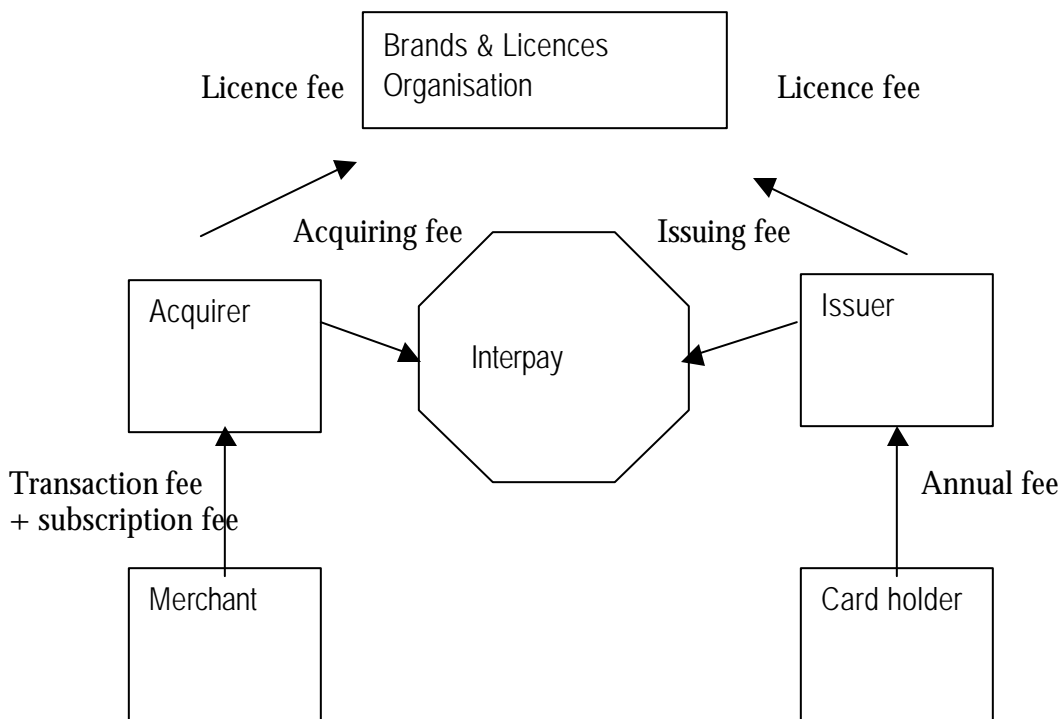 Brands & Licences
Organisation
Licence fee
Licence fee
Acquiring fee
Issuing fee
Acquirer
Interpay
Issuer
Transaction fee
+ subscription fee
Annual fee
Merchant
Card holder